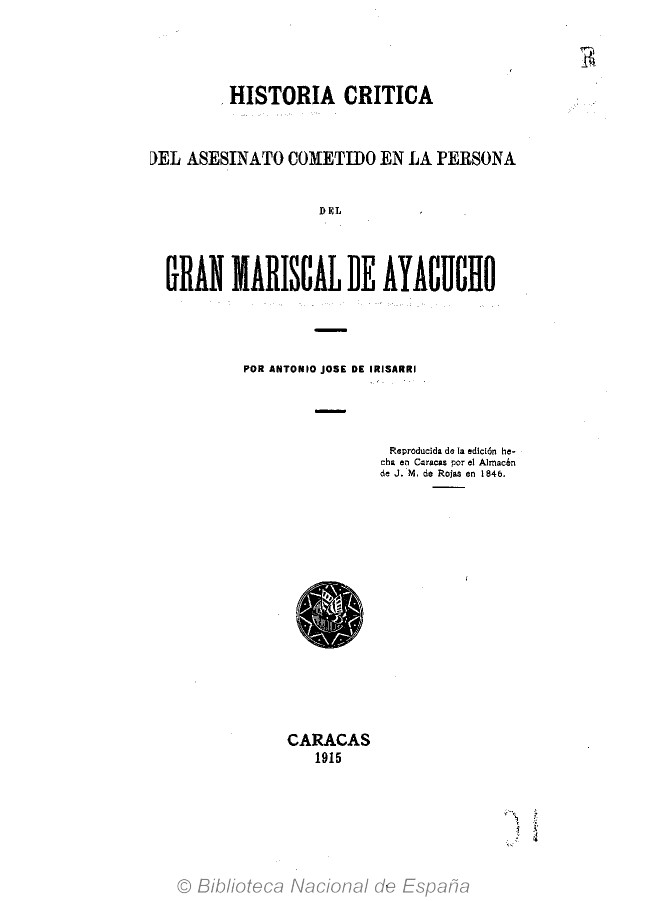 R
HISTORIA CRITICA
DEL ASESINATO COMETIDO EN LA PERSONA
DEL
GRAN MARISCAL DE AYACUCHO
POR ANTONIO JOSE DE IRISARRI
Reproducida de la edición he-
cha en Caracas por el Almacén
de J. M. de Rojas en 1846.
CARACAS
1915
© Biblioteca Nacional de España